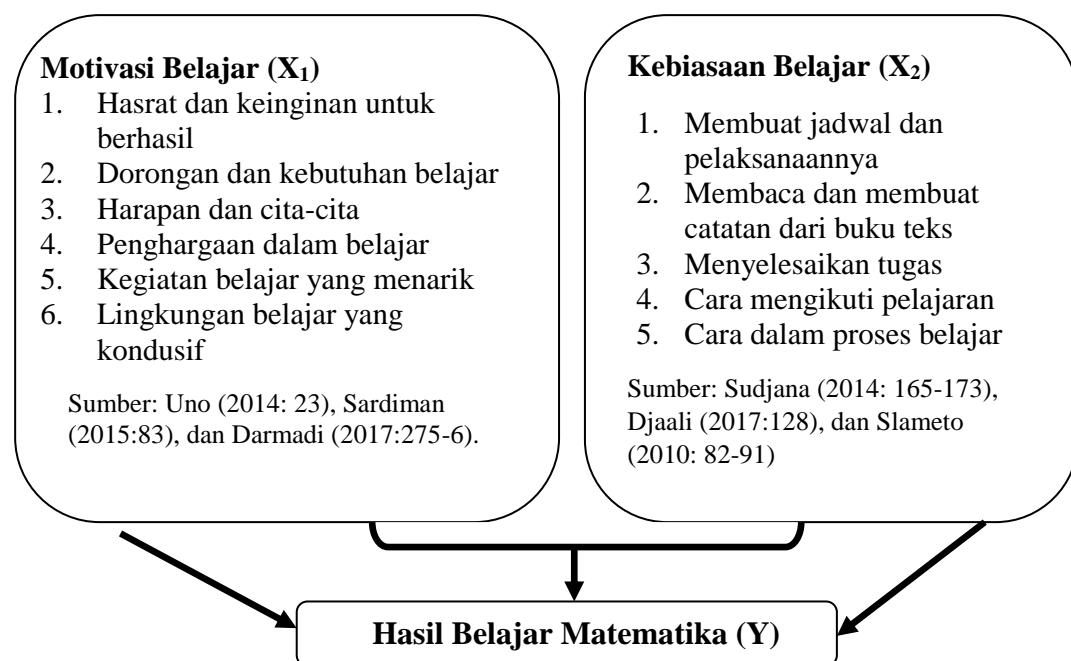 Motivasi Belajar (X₁)
1. Hasrat dan keinginan untuk
berhasil
2. Dorongan dan kebutuhan belajar
3. Harapan dan cita-cita
4. Penghargaan dalam belajar
5. Kegiatan belajar yang menarik
6. Lingkungan belajar yang
kondusif
Sumber: Uno (2014: 23), Sardiman
(2015:83), dan Darmadi (2017:275-6).
Kebiasaan Belajar (X₂)
1. Membuat jadwal dan
pelaksanaannya
2. Membaca dan membuat
catatan dari buku teks
3. Menyelesaikan tugas
4. Cara mengikuti pelajaran
5. Cara dalam proses belajar
Sumber: Sudjana (2014: 165-173),
Djaali (2017:128), dan Slameto
(2010: 82-91)
Hasil Belajar Matematika (Y)